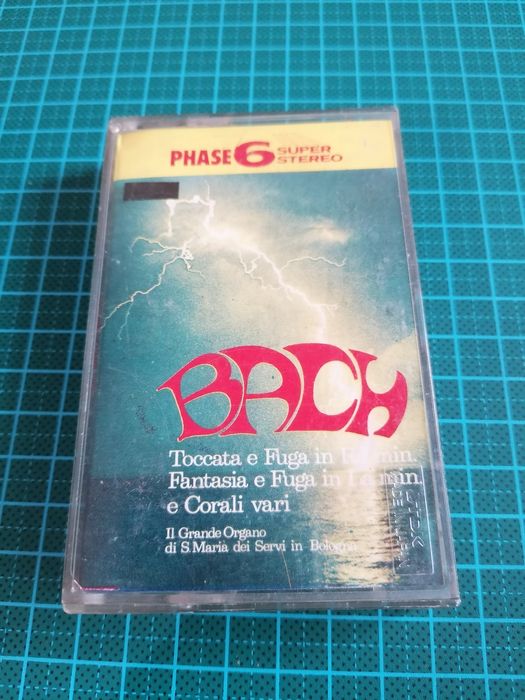 PHASE 6 SUPER
STEREO
BACH
Toccata e Fuga in min.
Fantasia e Fuga in min.
e Corali vari
Il Grande Organo
di S. Maria dei Servi in Bologna